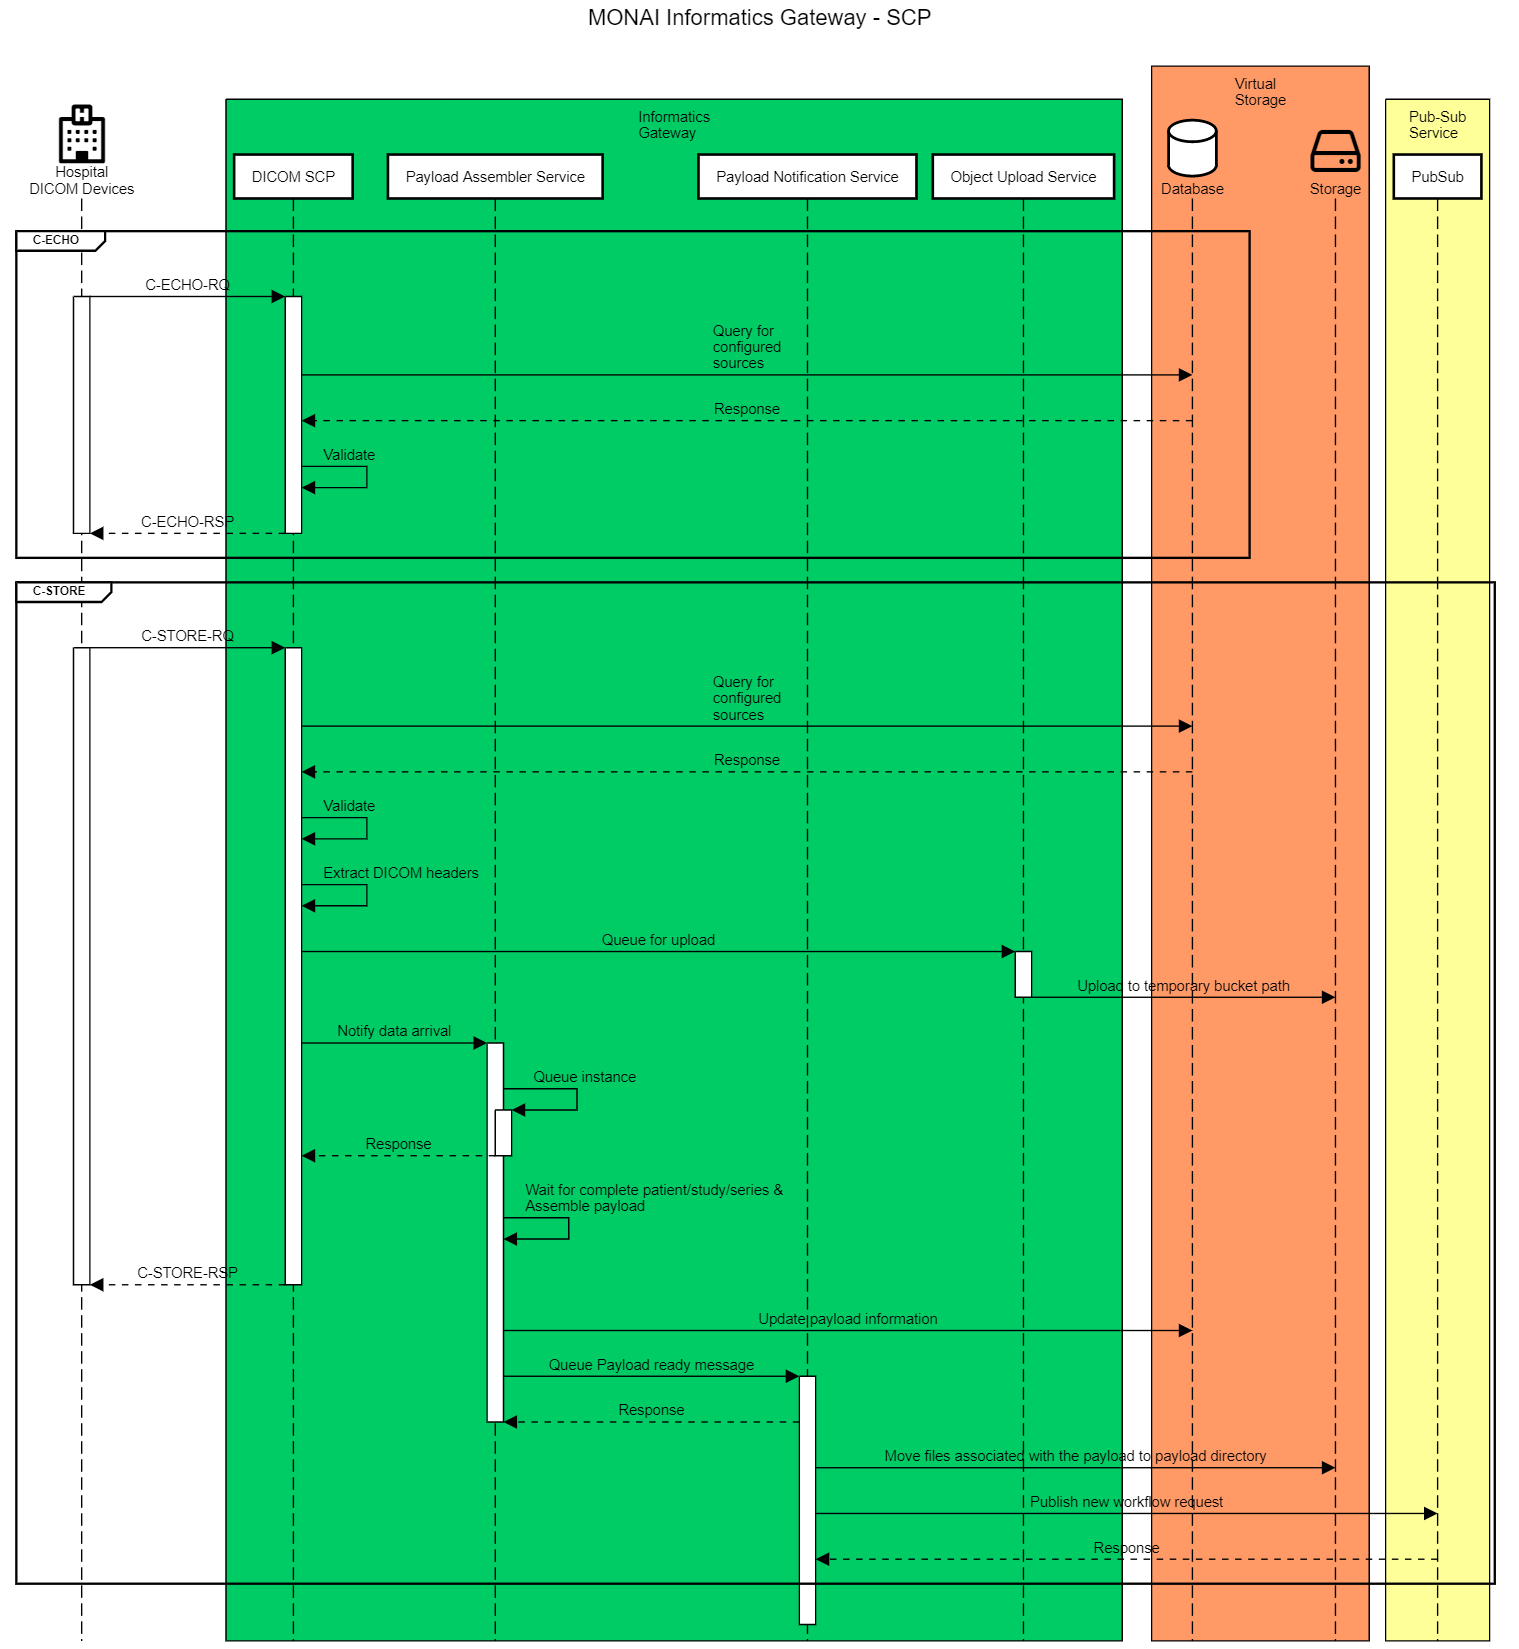 MONAI Informatics Gateway - SCP
Virtual
Storage
Informatics
Gateway
Pub-Sub
Service
Hospital
DICOM Devices
DICOM SCP
Payload Assembler Service
Payload Notification Service
Object Upload Service
Database
Storage
PubSub
C-ECHO
C-ECHO-RQ
Query for
configured
sources
Response
Validate
C-ECHO-RSP
C-STORE
C-STORE-RQ
Query for
configured
sources
Response
Validate
Extract DICOM headers
Queue for upload
Upload to temporary bucket path
Notify data arrival
Queue instance
Response
Wait for complete patient/study/series &
Assemble payload
C-STORE-RSP
Update payload information
Queue Payload ready message
Response
Move files associated with the payload to payload directory
Publish new workflow request
Response